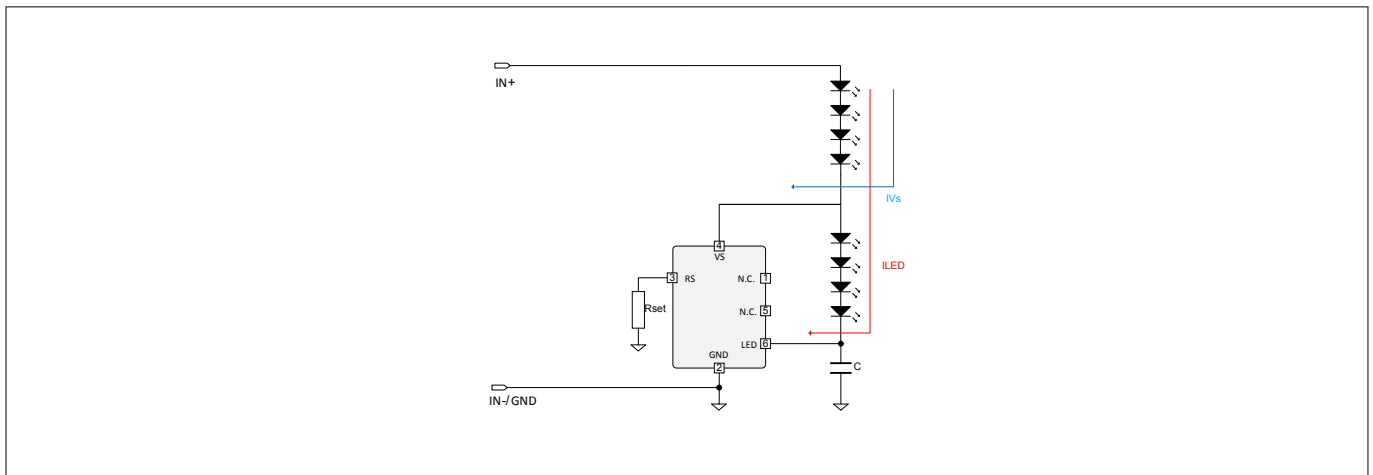 IN+
IVs
4
VS
3
RS
N.C.
1
ILED
Rset
N.C.
5
LED
6
GND
2
C
IN-/GND